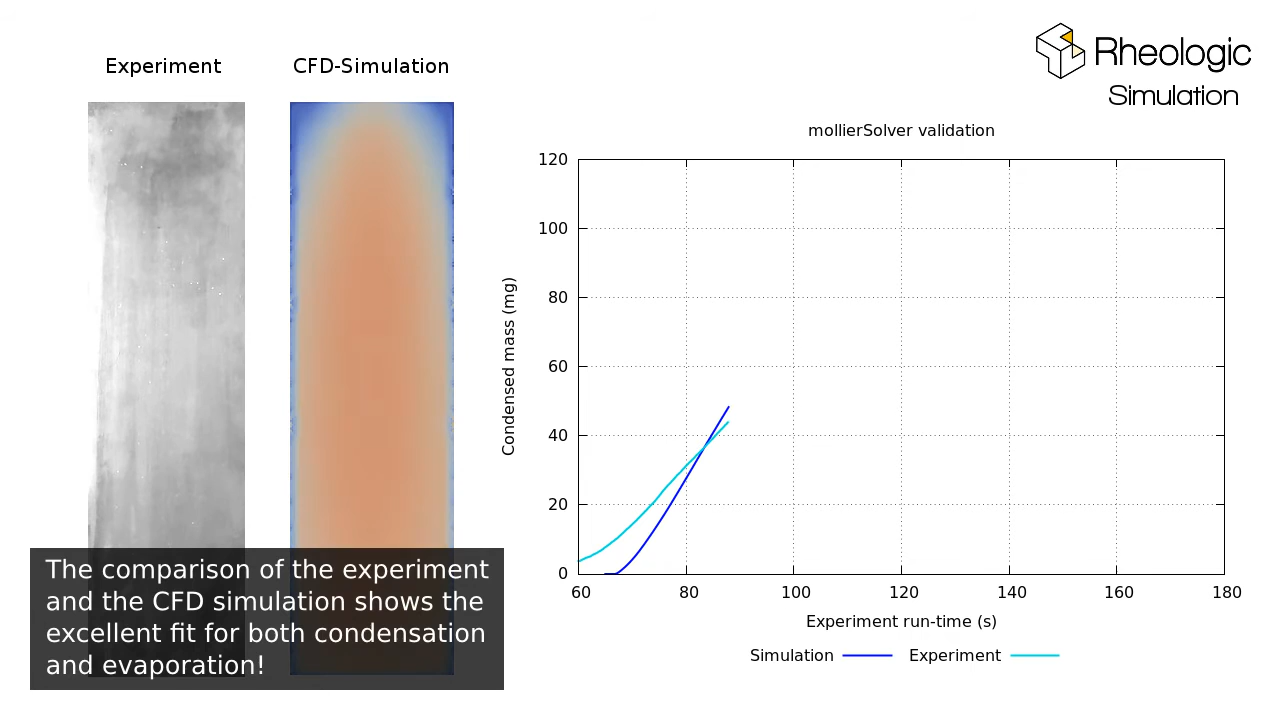 Experiment
CFD-Simulation
Rheologic
Simulation
mollierSolver validation
120
100
80
60
40
20
0
Condensed mass (mg)
60 80 100 120 140 160 180
Experiment run-time (s)
Simulation Experiment
The comparison of the experiment
and the CFD simulation shows the
excellent fit for both condensation
and evaporation!